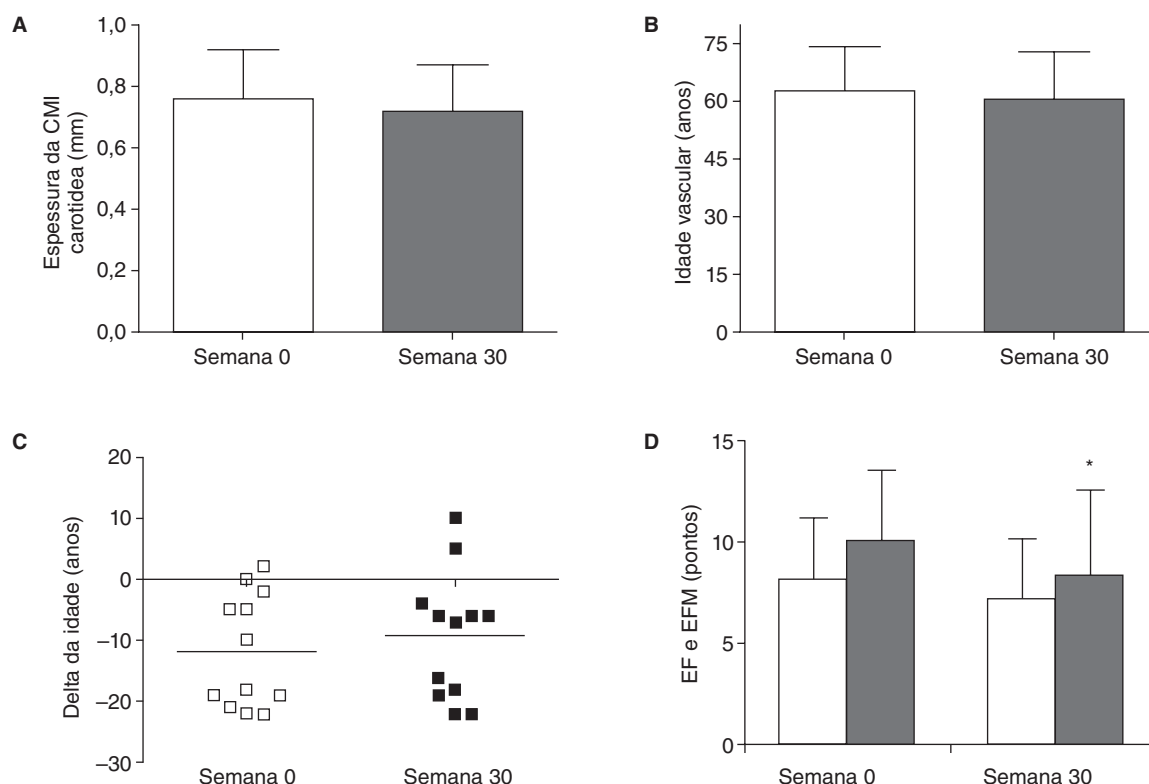 A
Espessura da CMI
carotidea (mm)
1,0
0,8
0,6
0,4
0,2
0,0
Semana 0
Semana 30
B
Idade vascular (anos)
75
60
45
30
15
0
Semana 0
Semana 30
C
Delta da idade (anos)
20
10
0
–10
–20
–30
Semana 0
Semana 30
D
EF e EFM (pontos)
15
10
5
0
*
Semana 0
Semana 30